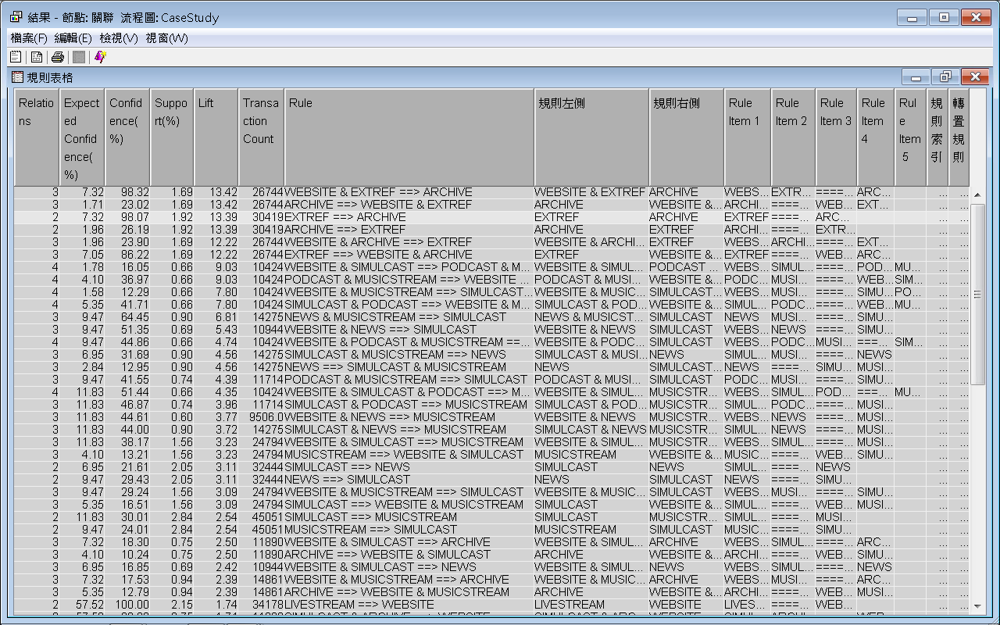 結果 - 節點: 關聯 流程圖: CaseStudy
檔案(F) 編輯(E) 檢視(V) 視窗(W)
規則表格
Relations Expected Confidence(%) Confidence(%) Support(%) Lift Transaction Count Rule 規則左側 規則右側 Rule Item 1 Rule Item 2 Rule Item 3 Rule Item 4 Rule Item 5 規則索引 轉置規則
3 7.32 98.32 1.69 13.42 26744 WEBSITE & EXTREF ==> ARCHIVE WEBSITE & EXTREF ARCHIVE WEBS... EXTR... ====... ARC... ... ...
3 1.71 23.02 1.69 13.42 26744 ARCHIVE ==> WEBSITE & EXTREF ARCHIVE WEBSITE &... ARCHI... ====... WEB... EXT... ... ...
2 7.32 98.07 1.92 13.39 30419 EXTREF ==> ARCHIVE EXTREF ARCHIVE EXTREF ====... ARC... ... ...
2 1.96 26.19 1.92 13.39 30419 ARCHIVE ==> EXTREF ARCHIVE EXTREF ARCHI... ====... EXTR... ... ...
3 1.96 23.90 1.69 12.22 26744 WEBSITE & ARCHIVE ==> EXTREF WEBSITE & ARCHI... EXTREF WEBS... ARCHI... ====... EXT... ... ...
3 7.05 86.22 1.69 12.22 26744 EXTREF ==> WEBSITE & ARCHIVE EXTREF WEBSITE &... EXTREF ====... WEB... ARC... ... ...
4 1.78 16.05 0.66 9.03 10424 WEBSITE & SIMULCAST ==> PODCAST & M... WEBSITE & SIMUL... PODCAST ... WEBS... SIMUL... ====... POD... MU... ... ...
4 4.10 36.97 0.66 9.03 10424 PODCAST & MUSICSTREAM ==> WEBSITE ... PODCAST & MUSI... WEBSITE &... PODC... MUSI... ====... WEB... SIM... ... ...
4 1.58 12.29 0.66 7.80 10424 WEBSITE & MUSICSTREAM ==> SIMULCAST... WEBSITE & MUSIC... SIMULCAST... WEBS... MUSI... ====... SIMU... PO... ... ...
4 5.35 41.71 0.66 7.80 10424 SIMULCAST & PODCAST ==> WEBSITE & M... SIMULCAST & POD... WEBSITE &... SIMUL... PODC... ====... WEB... MU... ... ...
3 9.47 64.45 0.90 6.81 14275 NEWS & MUSICSTREAM ==> SIMULCAST NEWS & MUSICST... SIMULCAST NEWS MUSI... ====... SIMU... ... ...
3 9.47 51.35 0.69 5.43 10944 WEBSITE & NEWS ==> SIMULCAST WEBSITE & NEWS SIMULCAST WEBS... NEWS ====... SIMU... ... ...
4 9.47 44.86 0.66 4.74 10424 WEBSITE & PODCAST & MUSICSTREAM ==... WEBSITE & PODC... SIMULCAST WEBS... PODC... MUSI... ===... SIM... ... ...
3 6.95 31.69 0.90 4.56 14275 SIMULCAST & MUSICSTREAM ==> NEWS SIMULCAST & MUSI... NEWS SIMUL... MUSI... ====... NEWS ... ...
3 2.84 12.95 0.90 4.56 14275 NEWS ==> SIMULCAST & MUSICSTREAM NEWS SIMULCAST... NEWS ====... SIMU... MUSI... ... ...
3 9.47 41.55 0.74 4.39 11714 PODCAST & MUSICSTREAM ==> SIMULCAST PODCAST & MUSI... SIMULCAST PODC... MUSI... ====... SIMU... ... ...
4 11.83 51.44 0.66 4.35 10424 WEBSITE & SIMULCAST & PODCAST ==> M... WEBSITE & SIMUL... MUSICSTR... WEBS... SIMUL... POD... ===... MU... ... ...
3 11.83 46.87 0.74 3.96 11714 SIMULCAST & PODCAST ==> MUSICSTREAM SIMULCAST & POD... MUSICSTR... SIMUL... PODC... ====... MUSI... ... ...
3 11.83 44.61 0.60 3.77 9506.0 WEBSITE & NEWS ==> MUSICSTREAM WEBSITE & NEWS MUSICSTR... WEBS... NEWS ====... MUSI... ... ...
3 11.83 44.00 0.90 3.72 14275 SIMULCAST & NEWS ==> MUSICSTREAM SIMULCAST & NEWS MUSICSTR... SIMUL... NEWS ====... MUSI... ... ...
3 11.83 38.17 1.56 3.23 24794 WEBSITE & SIMULCAST ==> MUSICSTREAM WEBSITE & SIMUL... MUSICSTR... WEBS... SIMUL... ====... MUSI... ... ...
3 4.10 13.21 1.56 3.23 24794 MUSICSTREAM ==> WEBSITE & SIMULCAST MUSICSTREAM WEBSITE &... MUSIC... ====... WEB... SIMU... ... ...
2 6.95 21.61 2.05 3.11 32444 SIMULCAST ==> NEWS SIMULCAST NEWS SIMUL... ====... NEWS ... ...
2 9.47 29.43 2.05 3.11 32444 NEWS ==> SIMULCAST NEWS SIMULCAST NEWS ====... SIMU... ... ...
3 9.47 29.24 1.56 3.09 24794 WEBSITE & MUSICSTREAM ==> SIMULCAST WEBSITE & MUSIC... SIMULCAST WEBS... MUSI... ====... SIMU... ... ...
3 5.35 16.51 1.56 3.09 24794 SIMULCAST ==> WEBSITE & MUSICSTREAM SIMULCAST WEBSITE &... SIMUL... ====... WEB... MUSI... ... ...
2 11.83 30.01 2.84 2.54 45051 SIMULCAST ==> MUSICSTREAM SIMULCAST MUSICSTR... SIMUL... ====... MUSI... ... ...
2 9.47 24.01 2.84 2.54 45051 MUSICSTREAM ==> SIMULCAST MUSICSTREAM SIMULCAST MUSIC... ====... SIMU... ... ...
3 7.32 18.30 0.75 2.50 11890 WEBSITE & SIMULCAST ==> ARCHIVE WEBSITE & SIMUL... ARCHIVE WEBS... SIMUL... ====... ARC... ... ...
3 4.10 10.24 0.75 2.50 11890 ARCHIVE ==> WEBSITE & SIMULCAST ARCHIVE WEBSITE &... ARCHI... ====... WEB... SIMU... ... ...
3 6.95 16.85 0.69 2.42 10944 WEBSITE & SIMULCAST ==> NEWS WEBSITE & SIMUL... NEWS WEBS... SIMUL... ====... NEWS ... ...
3 7.32 17.53 0.94 2.39 14861 WEBSITE & MUSICSTREAM ==> ARCHIVE WEBSITE & MUSIC... ARCHIVE WEBS... MUSI... ====... ARC... ... ...
3 5.35 12.79 0.94 2.39 14861 ARCHIVE ==> WEBSITE & MUSICSTREAM ARCHIVE WEBSITE &... ARCHI... ====... WEB... MUSI... ... ...
2 57.52 100.00 2.15 1.74 34178 LIVESTREAM ==> WEBSITE LIVESTREAM WEBSITE LIVES... ====... WEB... ... ...